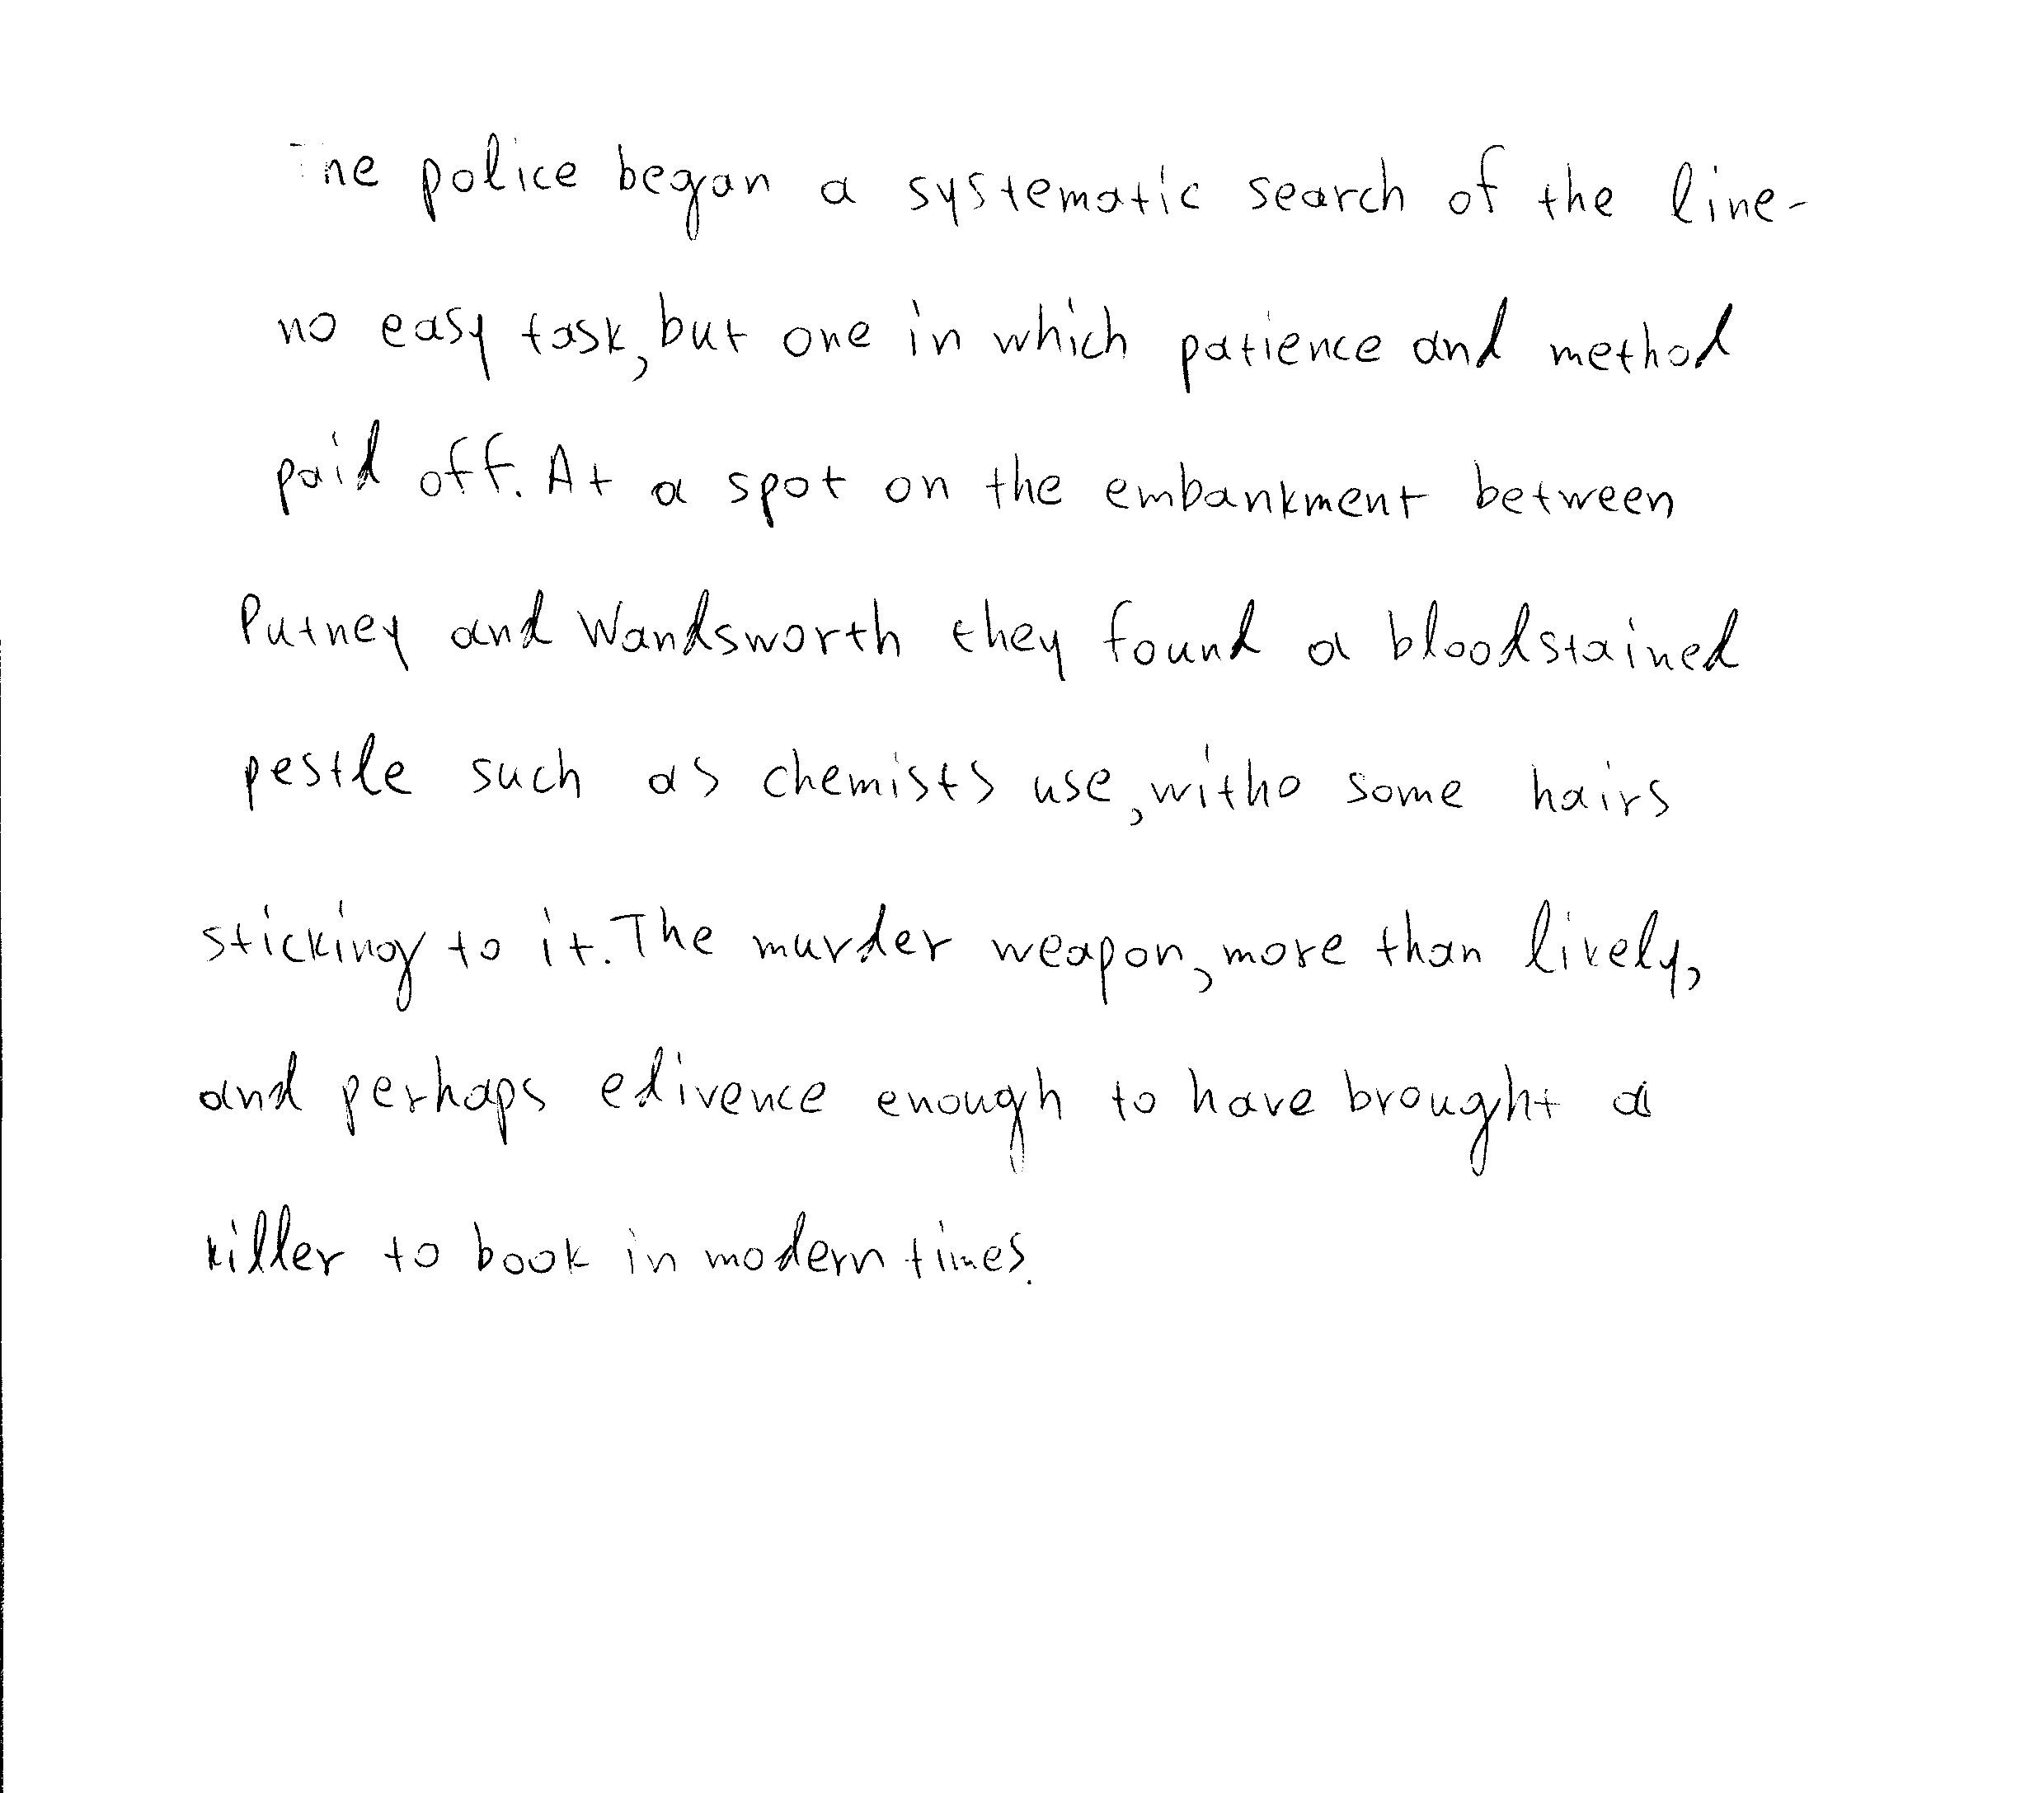 The police began a systematic search of the line-
no easy task, but one in which patience and method
paid off. At a spot on the embankment between
Putney and Wandsworth they found a bloodstained
pestle such as chemists use, witho some hairs
sticking to it. The murder weapon, more than lively,
and perhaps edivence enough to have brought a
killer to book in modern times.